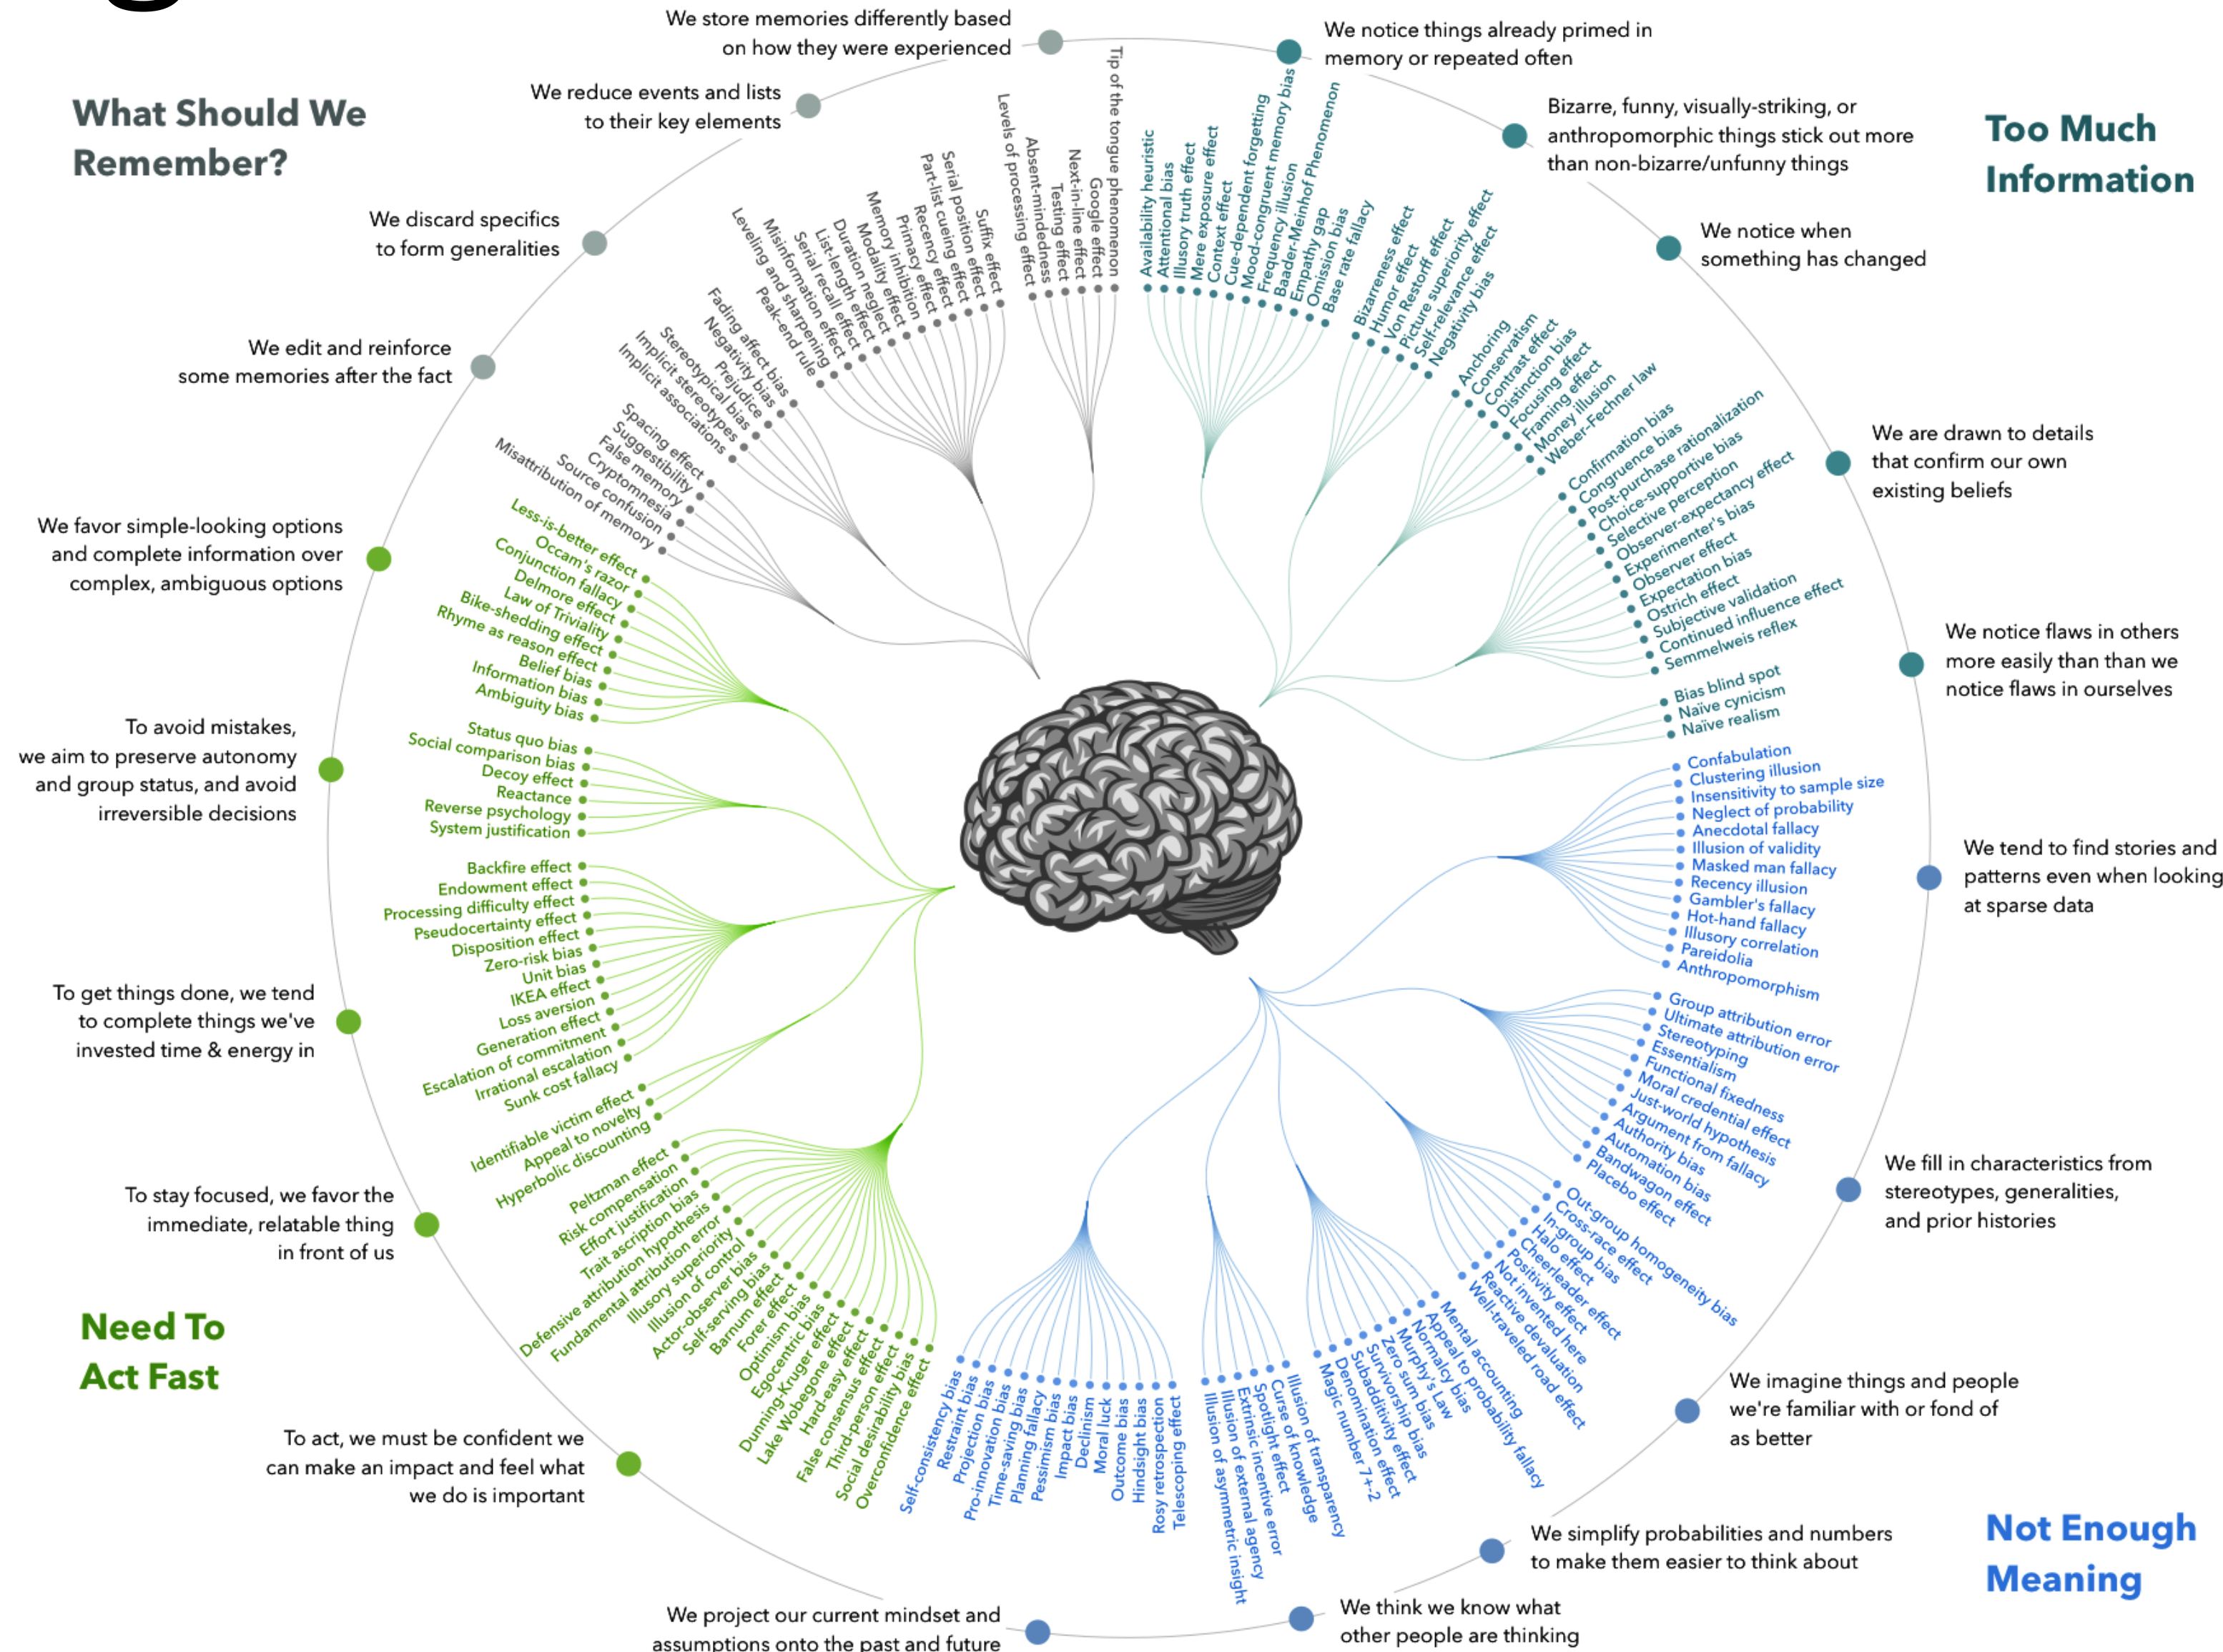 What Should We
Remember?
We store memories differently based
on how they were experienced
We reduce events and lists
to their key elements
We discard specifics
to form generalities
We edit and reinforce
some memories after the fact
Tip of the tongue phenomenon
Google effect
Next-in-line effect
Testing effect
Absent-mindedness
Levels of processing effect
Suffix effect
Serial position effect
Part-list cueing effect
Recency effect
Primacy effect
Memory inhibition
Modality effect
Duration neglect
List-length effect
Serial recall effect
Misinformation effect
Leveling and sharpening
Peak-end rule
Fading affect bias
Negativity bias
Prejudice
Stereotypical bias
Implicit stereotypes
Implicit associations
Spacing effect
Suggestibility
False memory
Cryptomnesia
Source confusion
Misattribution of memory
Too Much
Information
We notice things already primed in
memory or repeated often
Bizarre, funny, visually-striking, or
anthropomorphic things stick out more
than non-bizarre/unfunny things
We notice when
something has changed
We are drawn to details
that confirm our own
existing beliefs
We notice flaws in others
more easily than than we
notice flaws in ourselves
Availability heuristic
Attentional bias
Illusory truth effect
Mere exposure effect
Context effect
Cue-dependent forgetting
Mood-congruent memory bias
Frequency illusion
Baader-Meinhof Phenomenon
Empathy gap
Omission bias
Base rate fallacy
Bizarreness effect
Humor effect
Von Restorff effect
Picture superiority effect
Self-relevance effect
Negativity bias
Anchoring
Conservatism
Contrast effect
Distinction bias
Focusing effect
Framing effect
Money illusion
Weber-Fechner law
Confirmation bias
Congruence bias
Post-purchase rationalization
Choice-supportive bias
Selective perception
Observer-expectancy effect
Experimenter's bias
Observer effect
Expectation bias
Ostrich effect
Subjective validation
Continued influence effect
Semmelweis reflex
Bias blind spot
Naïve cynicism
Naïve realism
We tend to find stories and
patterns even when looking
at sparse data
We fill in characteristics from
stereotypes, generalities,
and prior histories
We imagine things and people
we're familiar with or fond of
as better
We simplify probabilities and numbers
to make them easier to think about
We think we know what
other people are thinking
We project our current mindset and
assumptions onto the past and future
Not Enough
Meaning
Confabulation
Clustering illusion
Insensitivity to sample size
Neglect of probability
Anecdotal fallacy
Illusion of validity
Masked man fallacy
Recency illusion
Gambler's fallacy
Hot-hand fallacy
Illusory correlation
Pareidolia
Anthropomorphism
Group attribution error
Ultimate attribution error
Stereotyping
Essentialism
Functional fixedness
Moral credential effect
Just-world hypothesis
Argument from fallacy
Authority bias
Automation bias
Bandwagon effect
Placebo effect
Out-group homogeneity bias
Cross-race effect
In-group bias
Halo effect
Cheerleader effect
Positivity effect
Not invented here
Reactive devaluation
Well-traveled road effect
Mental accounting
Appeal to probability fallacy
Normalcy bias
Murphy's Law
Zero sum bias
Survivorship bias
Subadditivity effect
Denomination effect
Magic number 7+-2
Illusion of transparency
Curse of knowledge
Spotlight effect
Extrinsic incentive error
Illusion of external agency
Illusion of asymmetric insight
Telescoping effect
Rosy retrospection
Hindsight bias
Outcome bias
Moral luck
Declinism
Impact bias
Pessimism bias
Planning fallacy
Time-saving bias
Pro-innovation bias
Projection bias
Restraint bias
Self-consistency bias
We favor simple-looking options
and complete information over
complex, ambiguous options
To avoid mistakes,
we aim to preserve autonomy
and group status, and avoid
irreversible decisions
To get things done, we tend
to complete things we've
invested time & energy in
To stay focused, we favor the
immediate, relatable thing
in front of us
Need To
Act Fast
To act, we must be confident we
can make an impact and feel what
we do is important
Less-is-better effect
Occam's razor
Conjunction fallacy
Delmore effect
Law of Triviality
Bike-shedding effect
Rhyme as reason effect
Belief bias
Information bias
Ambiguity bias
Status quo bias
Social comparison bias
Decoy effect
Reactance
Reverse psychology
System justification
Backfire effect
Endowment effect
Processing difficulty effect
Pseudocertainty effect
Disposition effect
Zero-risk bias
Unit bias
IKEA effect
Loss aversion
Generation effect
Escalation of commitment
Irrational escalation
Sunk cost fallacy
Identifiable victim effect
Appeal to novelty
Hyperbolic discounting
Peltzman effect
Risk compensation
Effort justification
Trait ascription bias
Defensive attribution hypothesis
Fundamental attribution error
Illusory superiority
Illusion of control
Actor-observer bias
Self-serving bias
Barnum effect
Forer effect
Optimism bias
Egocentric bias
Dunning-Kruger effect
Lake Wobegone effect
Hard-easy effect
False consensus effect
Third-person effect
Social desirability bias
Overconfidence effect